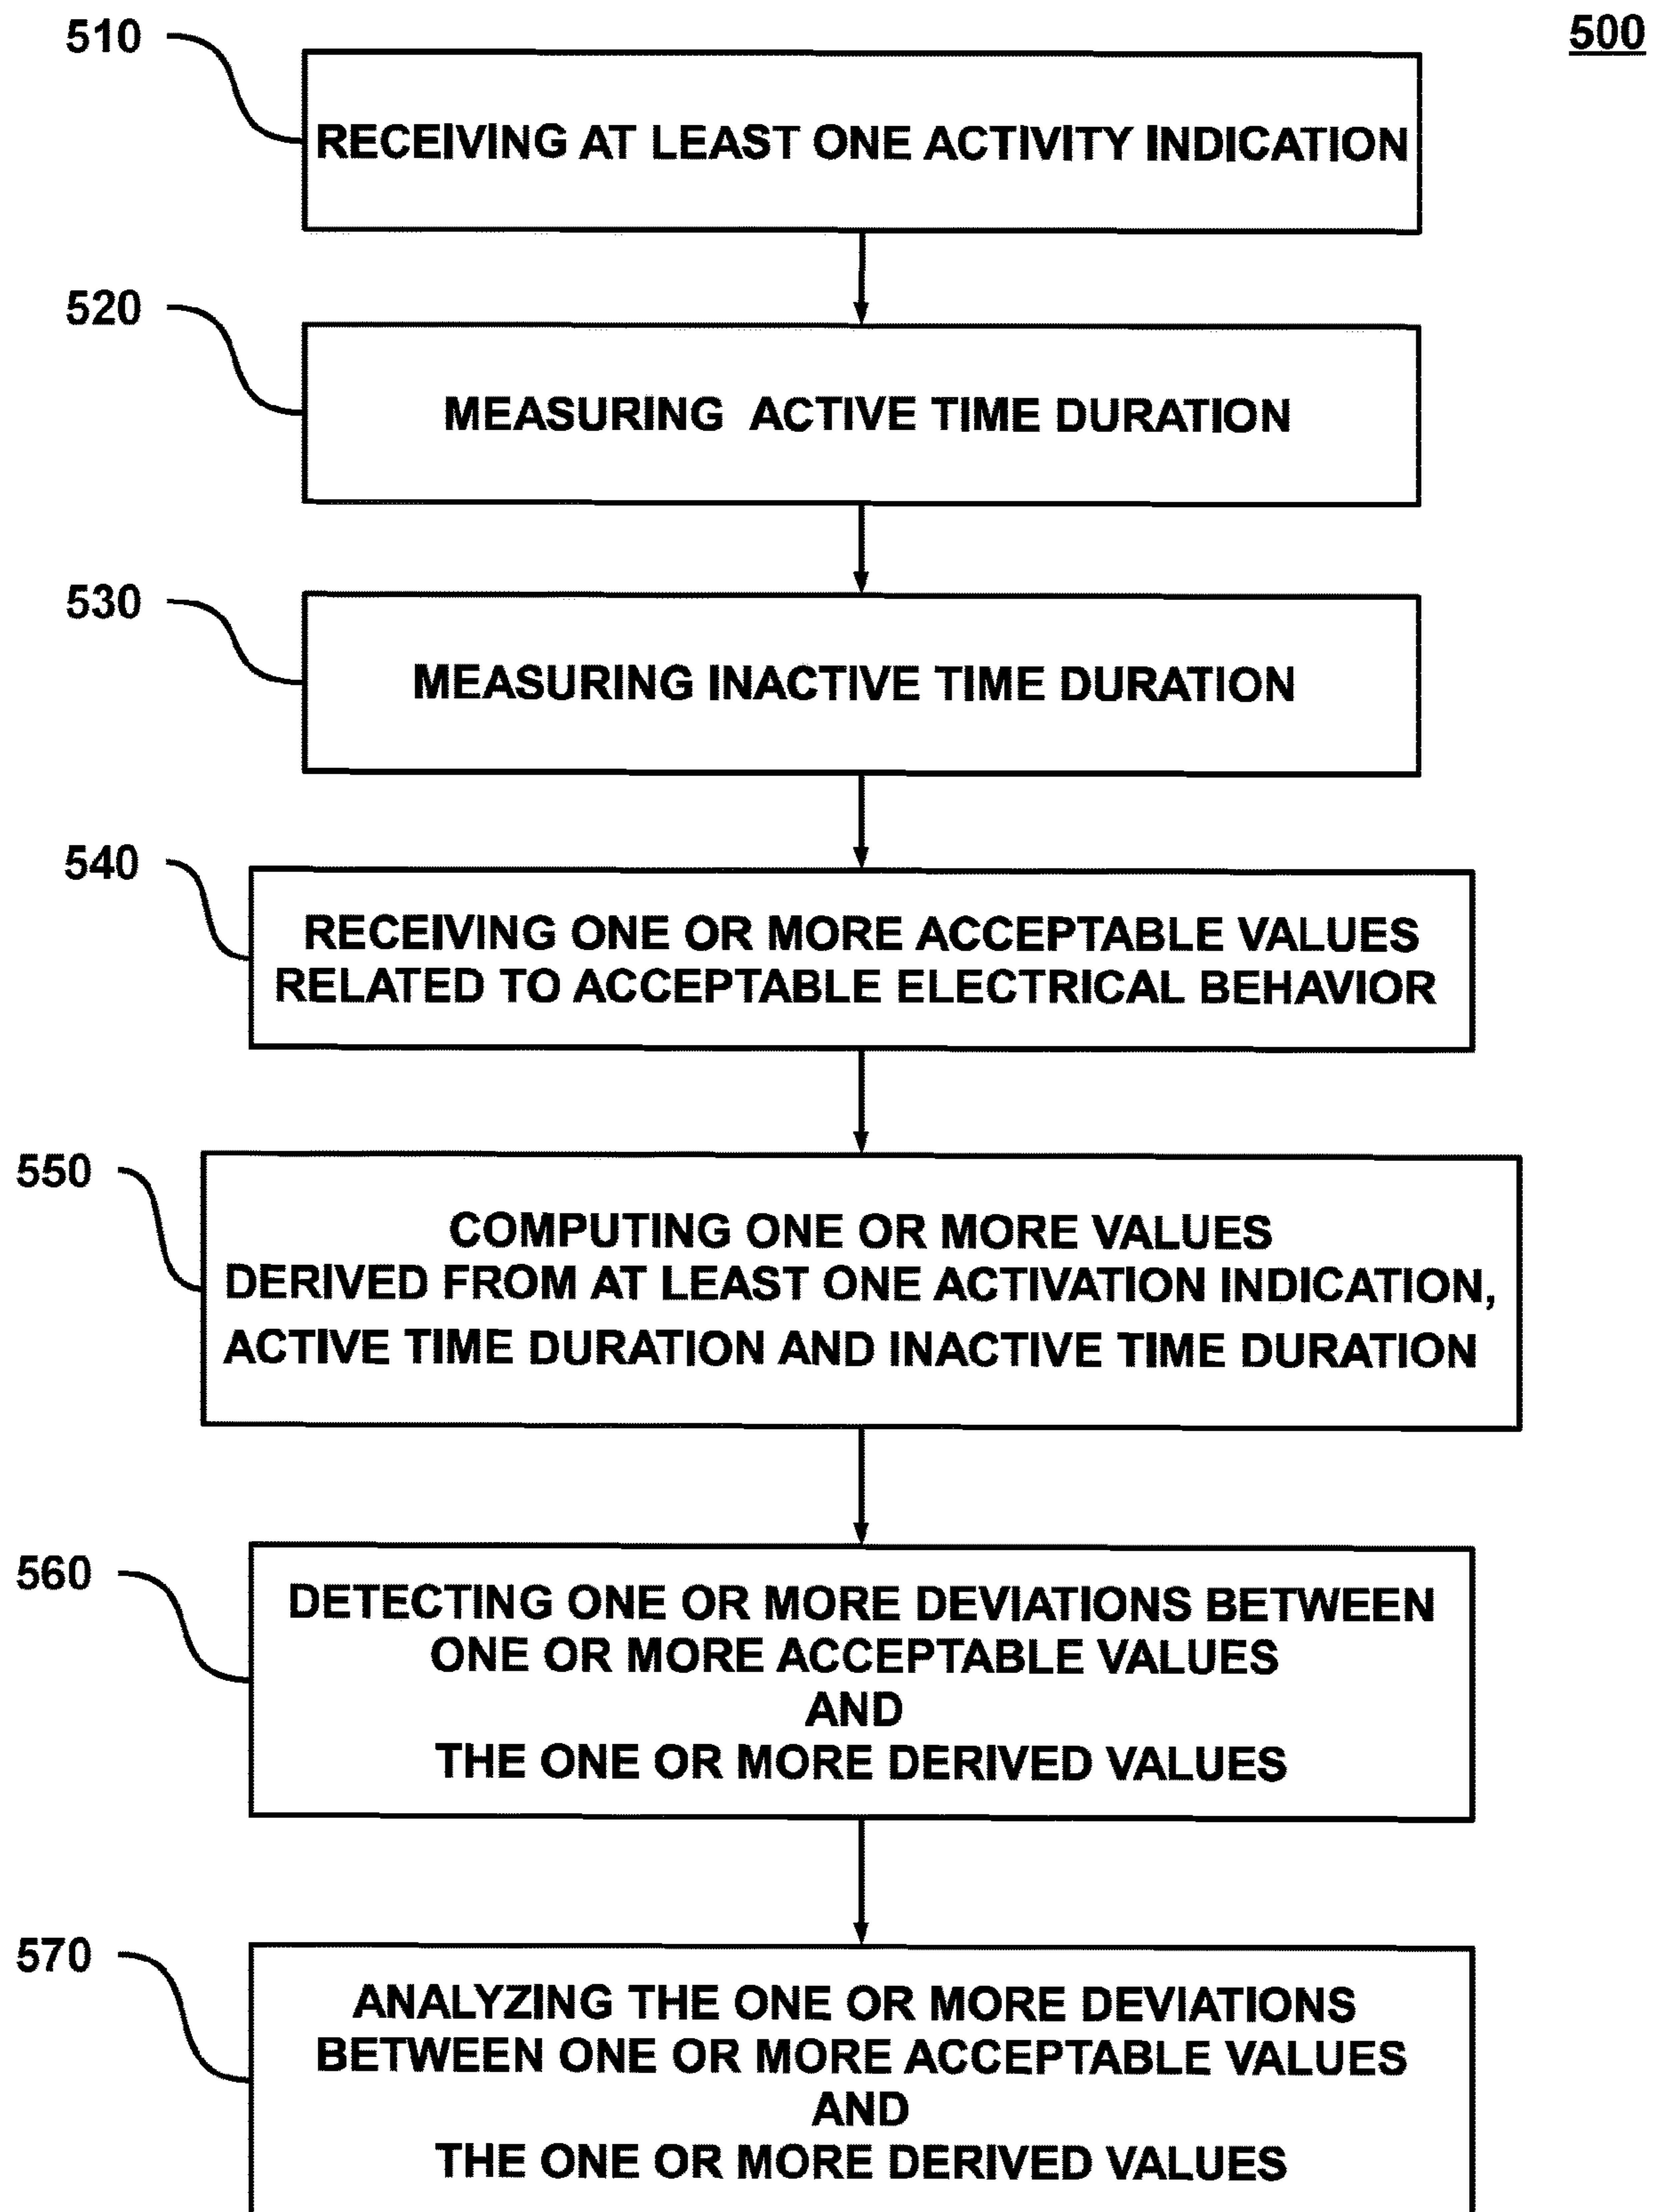 500
510
RECEIVING AT LEAST ONE ACTIVITY INDICATION
520
MEASURING ACTIVE TIME DURATION
530
MEASURING INACTIVE TIME DURATION
540
RECEIVING ONE OR MORE ACCEPTABLE VALUES
RELATED TO ACCEPTABLE ELECTRICAL BEHAVIOR
550
COMPUTING ONE OR MORE VALUES
DERIVED FROM AT LEAST ONE ACTIVATION INDICATION,
ACTIVE TIME DURATION AND INACTIVE TIME DURATION
560
DETECTING ONE OR MORE DEVIATIONS BETWEEN
ONE OR MORE ACCEPTABLE VALUES
AND
THE ONE OR MORE DERIVED VALUES
570
ANALYZING THE ONE OR MORE DEVIATIONS
BETWEEN ONE OR MORE ACCEPTABLE VALUES
AND
THE ONE OR MORE DERIVED VALUES